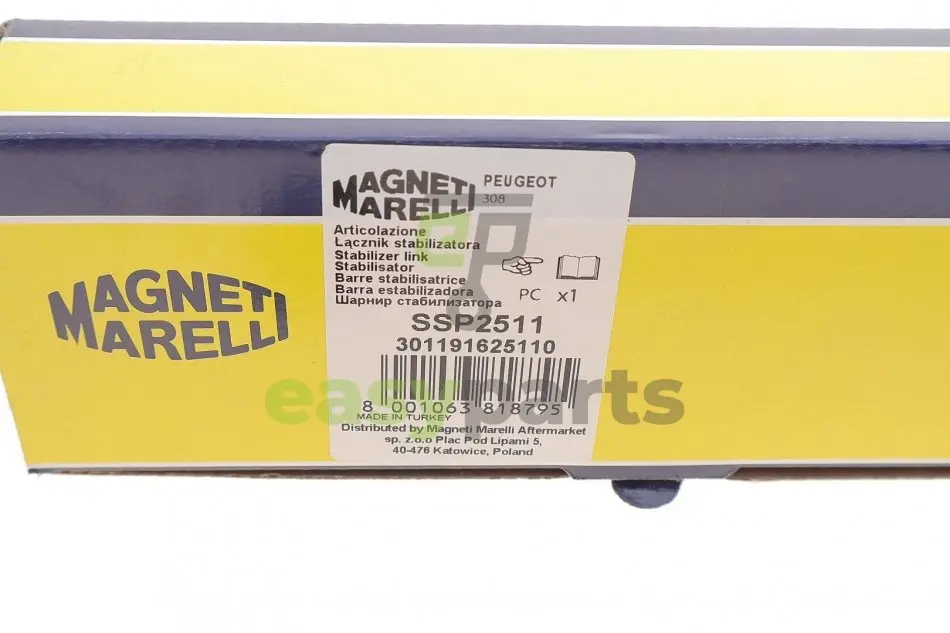 MAGNETI
MARELLI
MAGNETI
MARELLI
PEUGEOT
308
Articolazione
Łącznik stabilizatora
Stabilizer link
Stabilisator
Barre stabilisatrice
Barra estabilizadora
Шарнир стабилизатора
PC x1
SSP2511
301191625110
8 001063 818795
MADE IN TURKEY
Distributed by Magneti Marelli Aftermarket
sp. z.o.o Plac Pod Lipami 5,
40-476 Katowice, Poland
easyparts